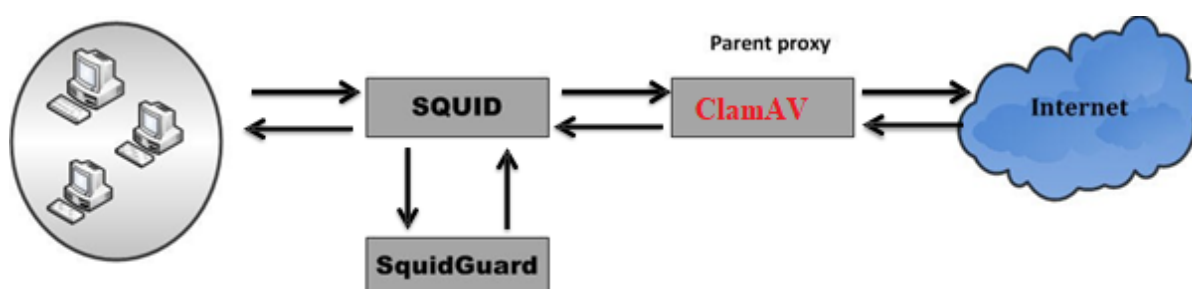 Parent proxy
SQUID
ClamAV
Internet
SquidGuard